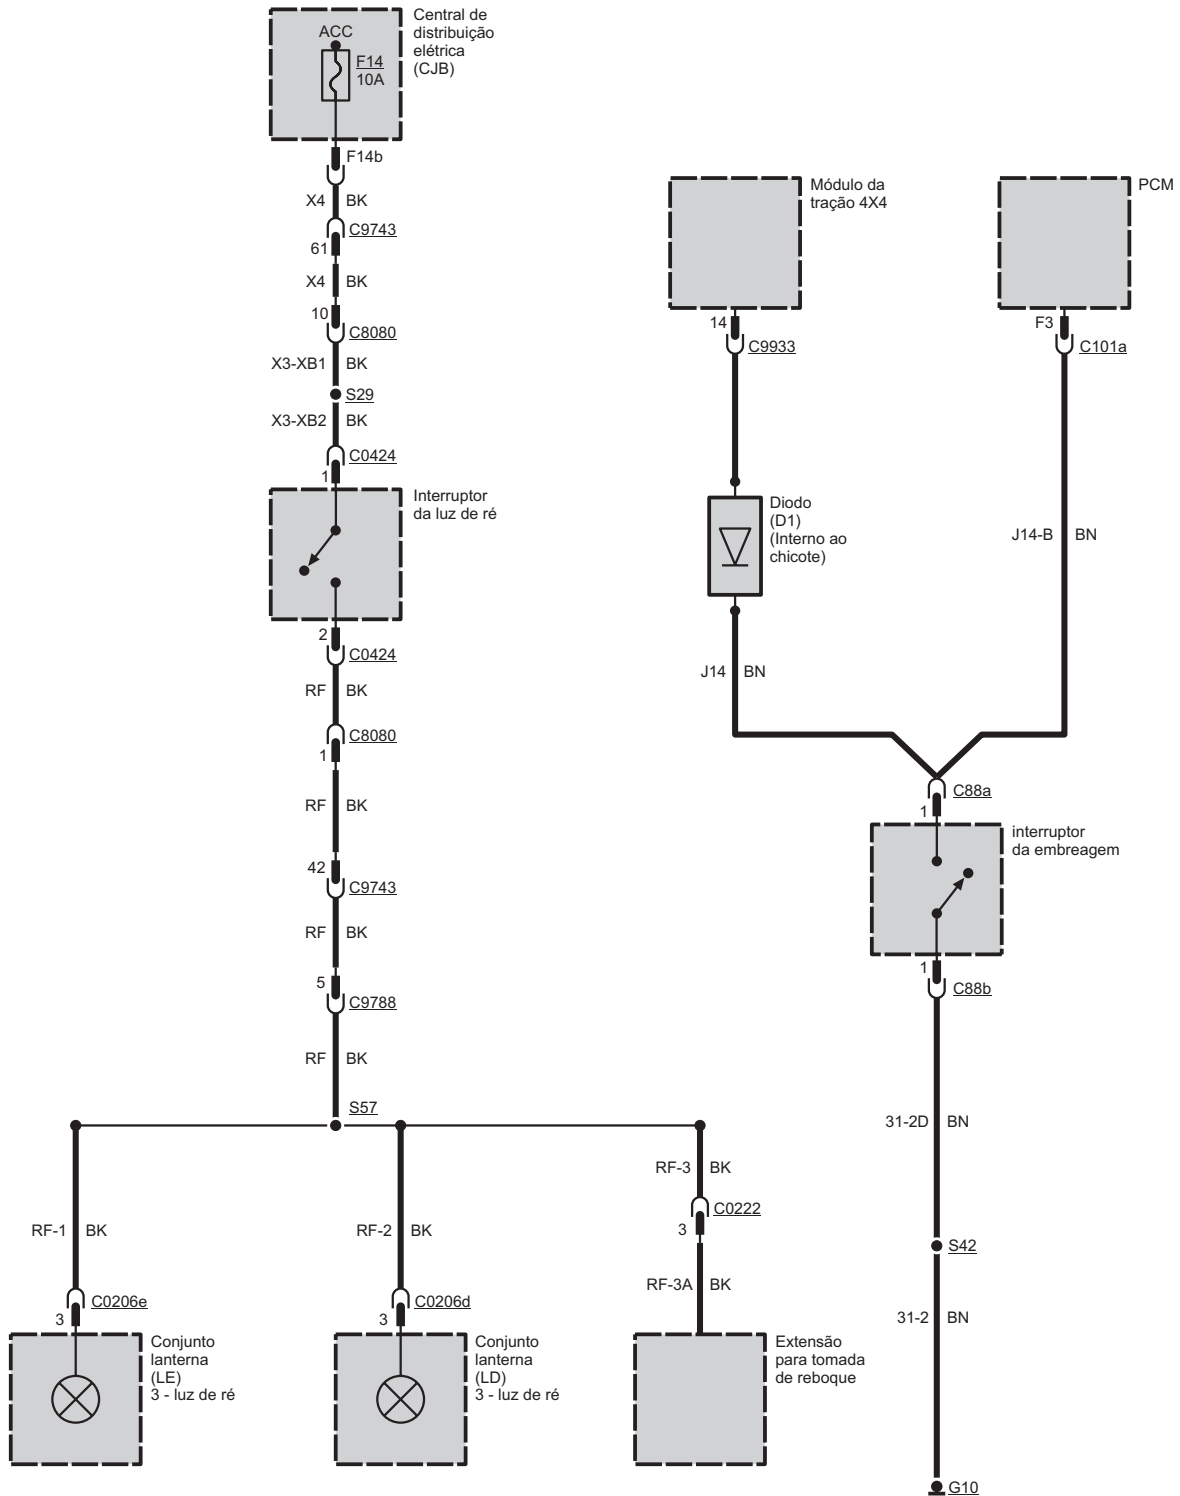 Central de
distribuição
elétrica
(CJB)
ACC
F14
10A
F14b
X4 BK
C9743
61
X4 BK
10
C8080
X3-XB1 BK
S29
X3-XB2 BK
C0424
1
Interruptor
da luz de ré
2
C0424
RF BK
C8080
1
RF BK
42
C9743
RF BK
5
C9788
RF BK
S57
RF-1 BK
C0206e
3
Conjunto
lanterna
(LE)
3 - luz de ré
RF-2 BK
C0206d
3
Conjunto
lanterna
(LD)
3 - luz de ré
RF-3 BK
C0222
3
RF-3A BK
Extensão
para tomada
de reboque
Módulo da
tração 4X4
14
C9933
Diodo
(D1)
(Interno ao
chicote)
J14 BN
PCM
F3
C101a
J14-B BN
C88a
1
interruptor
da embreagem
1
C88b
31-2D BN
S42
31-2 BN
G10